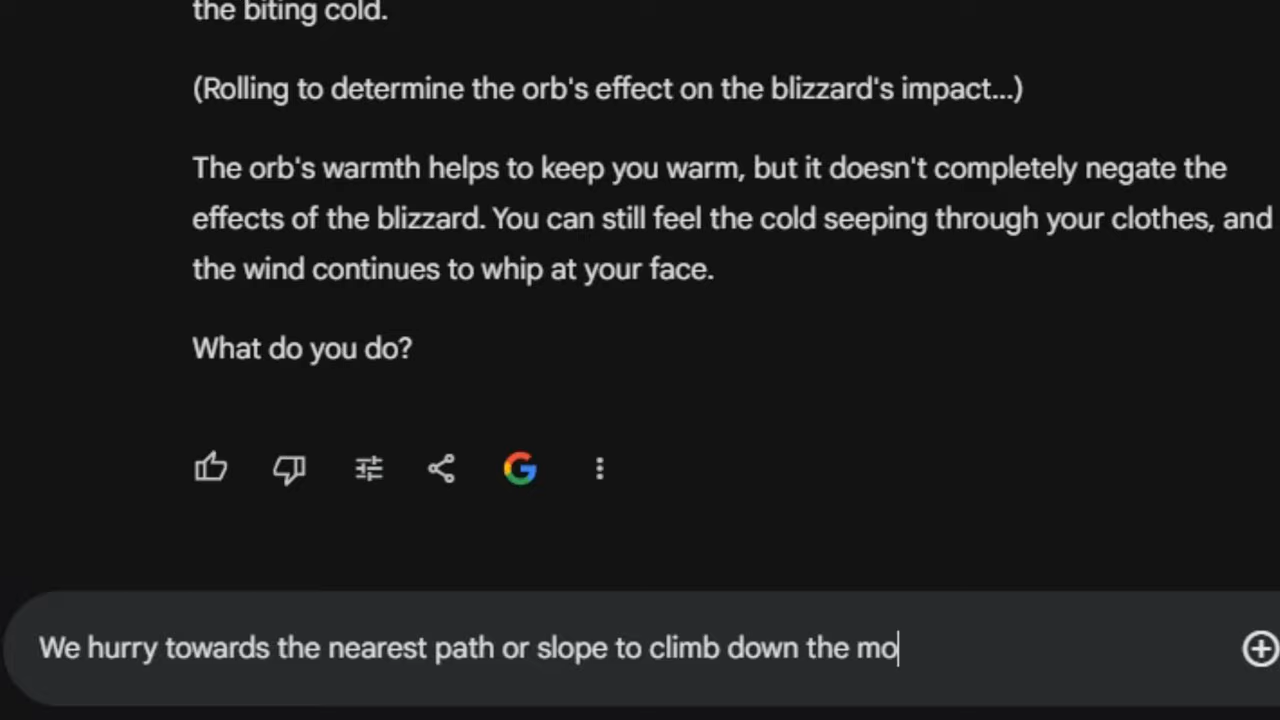 the biting cold.
(Rolling to determine the orb's effect on the blizzard's impact...)
The orb's warmth helps to keep you warm, but it doesn't completely negate the
effects of the blizzard. You can still feel the cold seeping through your clothes, and
the wind continues to whip at your face.
What do you do?
We hurry towards the nearest path or slope to climb down the mo